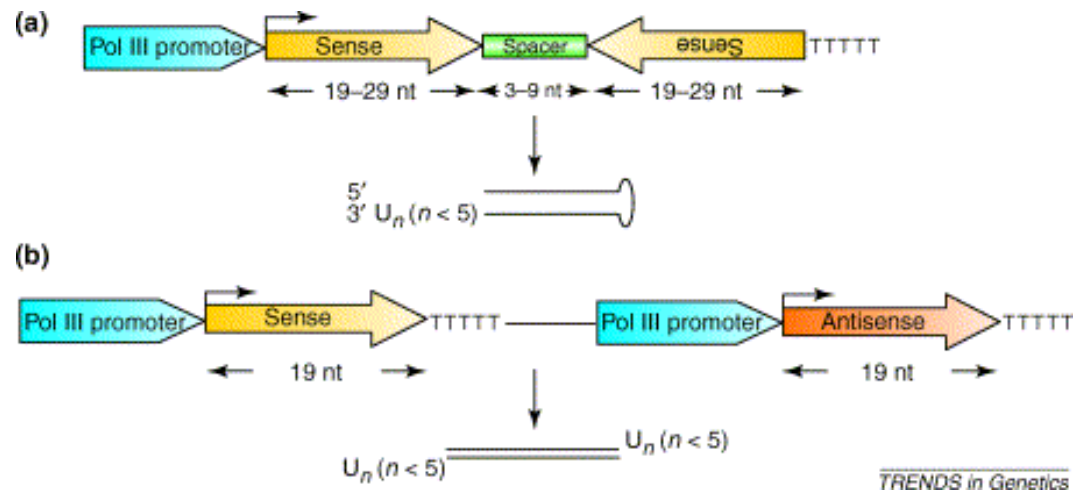 (a)
Pol III promoter Sense Spacer Sense TTTTT
19–29 nt 3–9 nt 19–29 nt
5′
3′ Un (n < 5)
(b)
Pol III promoter Sense TTTTT Pol III promoter Antisense TTTTT
19 nt 19 nt
Un (n < 5)
Un (n < 5)
TRENDS in Genetics